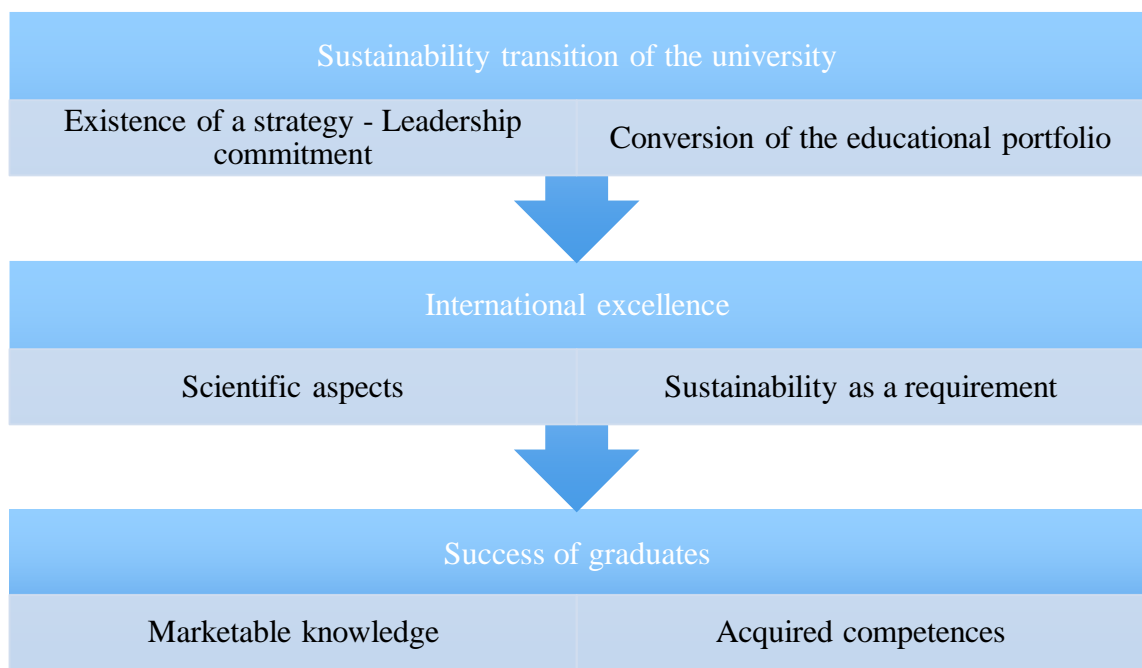 Sustainability transition of the university
Existence of a strategy - Leadership
commitment
Conversion of the educational portfolio
International excellence
Scientific aspects
Sustainability as a requirement
Success of graduates
Marketable knowledge
Acquired competences